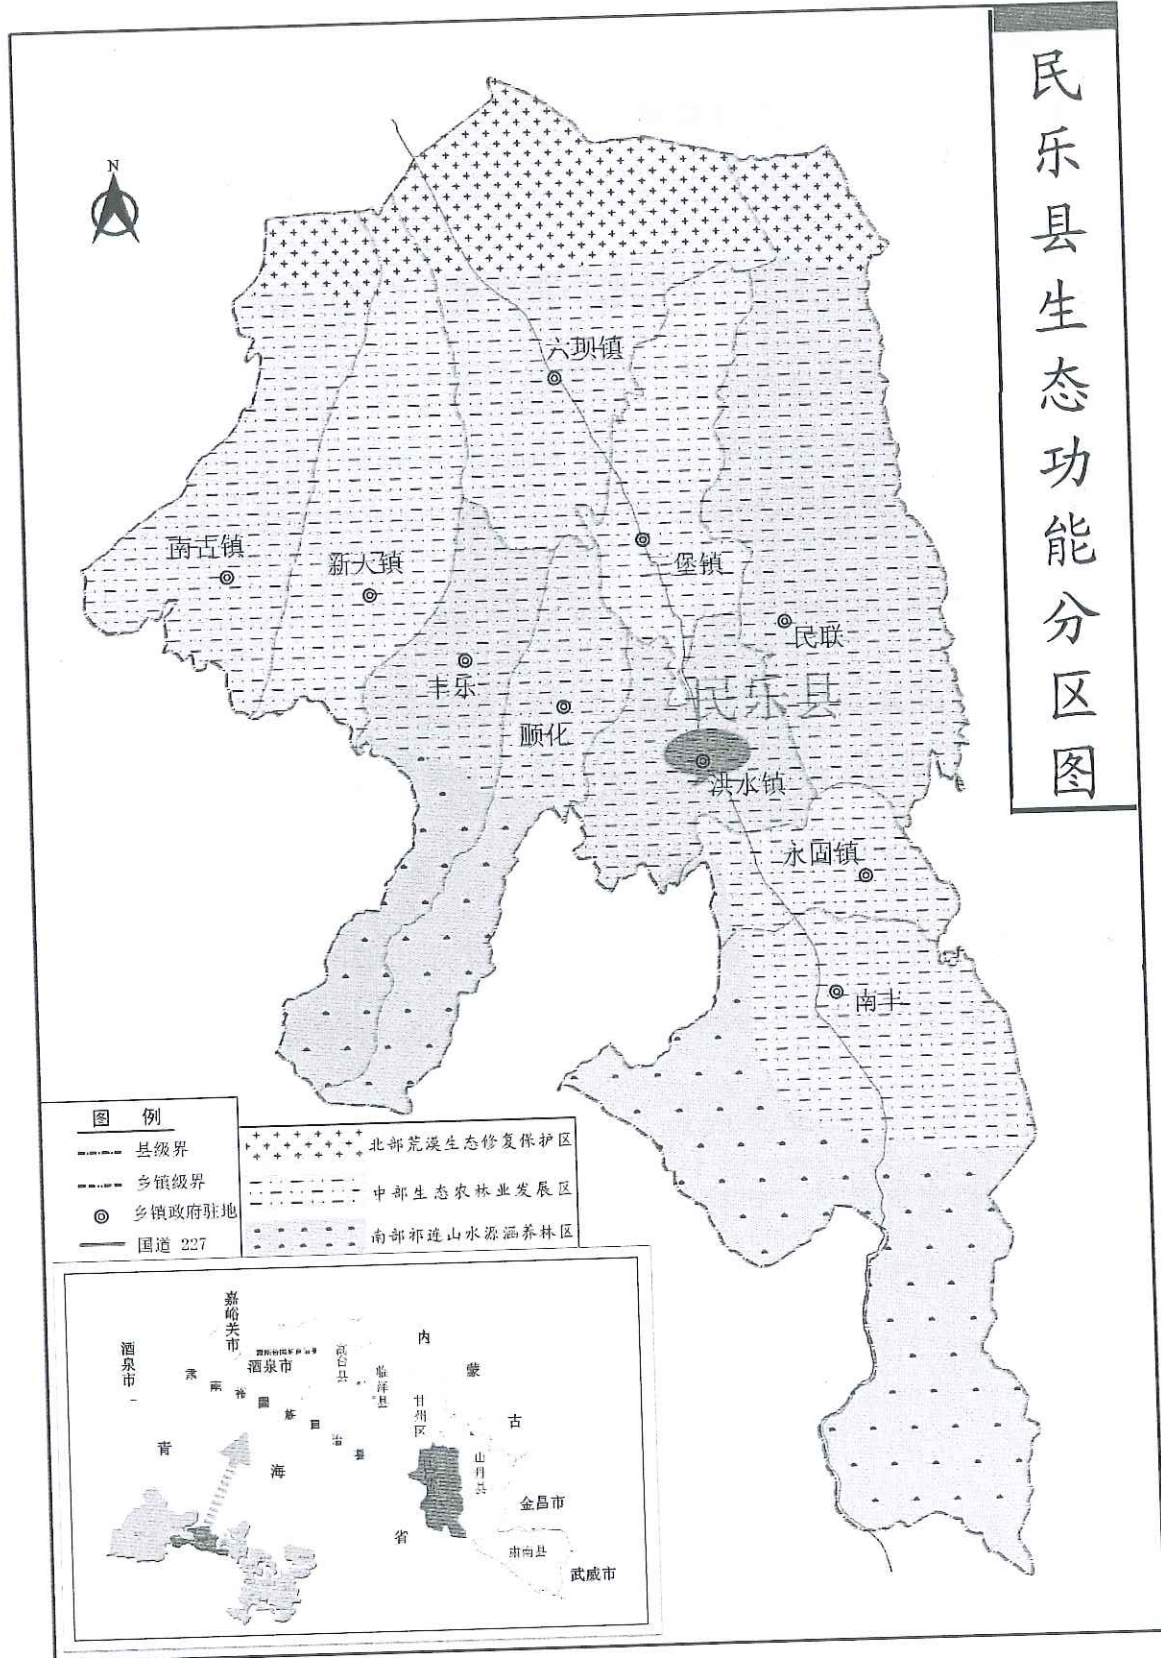 民乐县生态功能分区图
N
六坝镇
南古镇
新天镇
堡镇
民联
丰乐
民乐县
顺化
洪水镇
永固镇
南丰
图 例
县级界
乡镇级界
乡镇政府驻地
国道 227
北部荒漠生态修复保护区
中部生态农林业发展区
南部祁连山水源涵养林区
嘉峪关市
酒泉市
酒泉市
高台县
临泽县
甘州区
内
蒙
古
山丹县
青
海
省
金昌市
肃南县
武威市